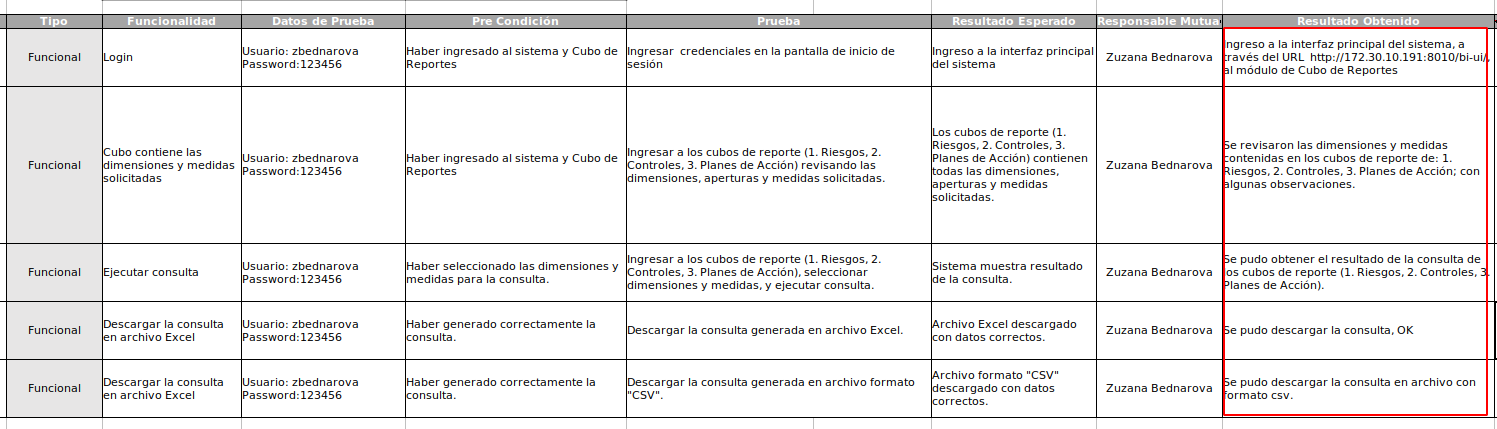 Tipo Funcionalidad Datos de Prueba Pre Condición Prueba Resultado Esperado Responsable Mutua Resultado Obtenido
Funcional
Login
Usuario: zbednarova
Password:123456
Haber ingresado al sistema y Cubo de
Reportes
Ingresar  credenciales en la pantalla de inicio de
sesión
Ingreso a la interfaz principal
del sistema
Zuzana Bednarova
Ingreso a la interfaz principal del sistema, a
través del URL  http://172.30.10.191:8010/bi-ui/,
al módulo de Cubo de Reportes
Funcional
Cubo contiene las
dimensiones y medidas
solicitadas
Usuario: zbednarova
Password:123456
Haber ingresado al sistema y Cubo de
Reportes
Ingresar a los cubos de reporte (1. Riesgos, 2.
Controles, 3. Planes de Acción) revisando las
dimensiones, aperturas y medidas solicitadas.
Los cubos de reporte (1.
Riesgos, 2. Controles, 3.
Planes de Acción) contienen
todas las dimensiones,
aperturas y medidas
solicitadas.
Zuzana Bednarova
Se revisaron las dimensiones y medidas
contenidas en los cubos de reporte de: 1.
Riesgos, 2. Controles, 3. Planes de Acción; con
algunas observaciones.
Funcional
Ejecutar consulta
Usuario: zbednarova
Password:123456
Haber seleccionado las dimensiones y
medidas para la consulta.
Ingresar a los cubos de reporte (1. Riesgos, 2.
Controles, 3. Planes de Acción), seleccionar
dimensiones y medidas, y ejecutar consulta.
Sistema muestra resultado
de la consulta.
Zuzana Bednarova
Se pudo obtener el resultado de la consulta de
los cubos de reporte (1. Riesgos, 2. Controles, 3.
Planes de Acción).
Funcional
Descargar la consulta
en archivo Excel
Usuario: zbednarova
Password:123456
Haber generado correctamente la
consulta.
Descargar la consulta generada en archivo Excel.
Archivo Excel descargado
con datos correctos.
Zuzana Bednarova
Se pudo descargar la consulta, OK
Funcional
Descargar la consulta
en archivo Excel
Usuario: zbednarova
Password:123456
Haber generado correctamente la
consulta.
Descargar la consulta generada en archivo formato
"CSV".
Archivo formato "CSV"
descargado con datos
correctos.
Zuzana Bednarova
Se pudo descargar la consulta en archivo con
formato csv.